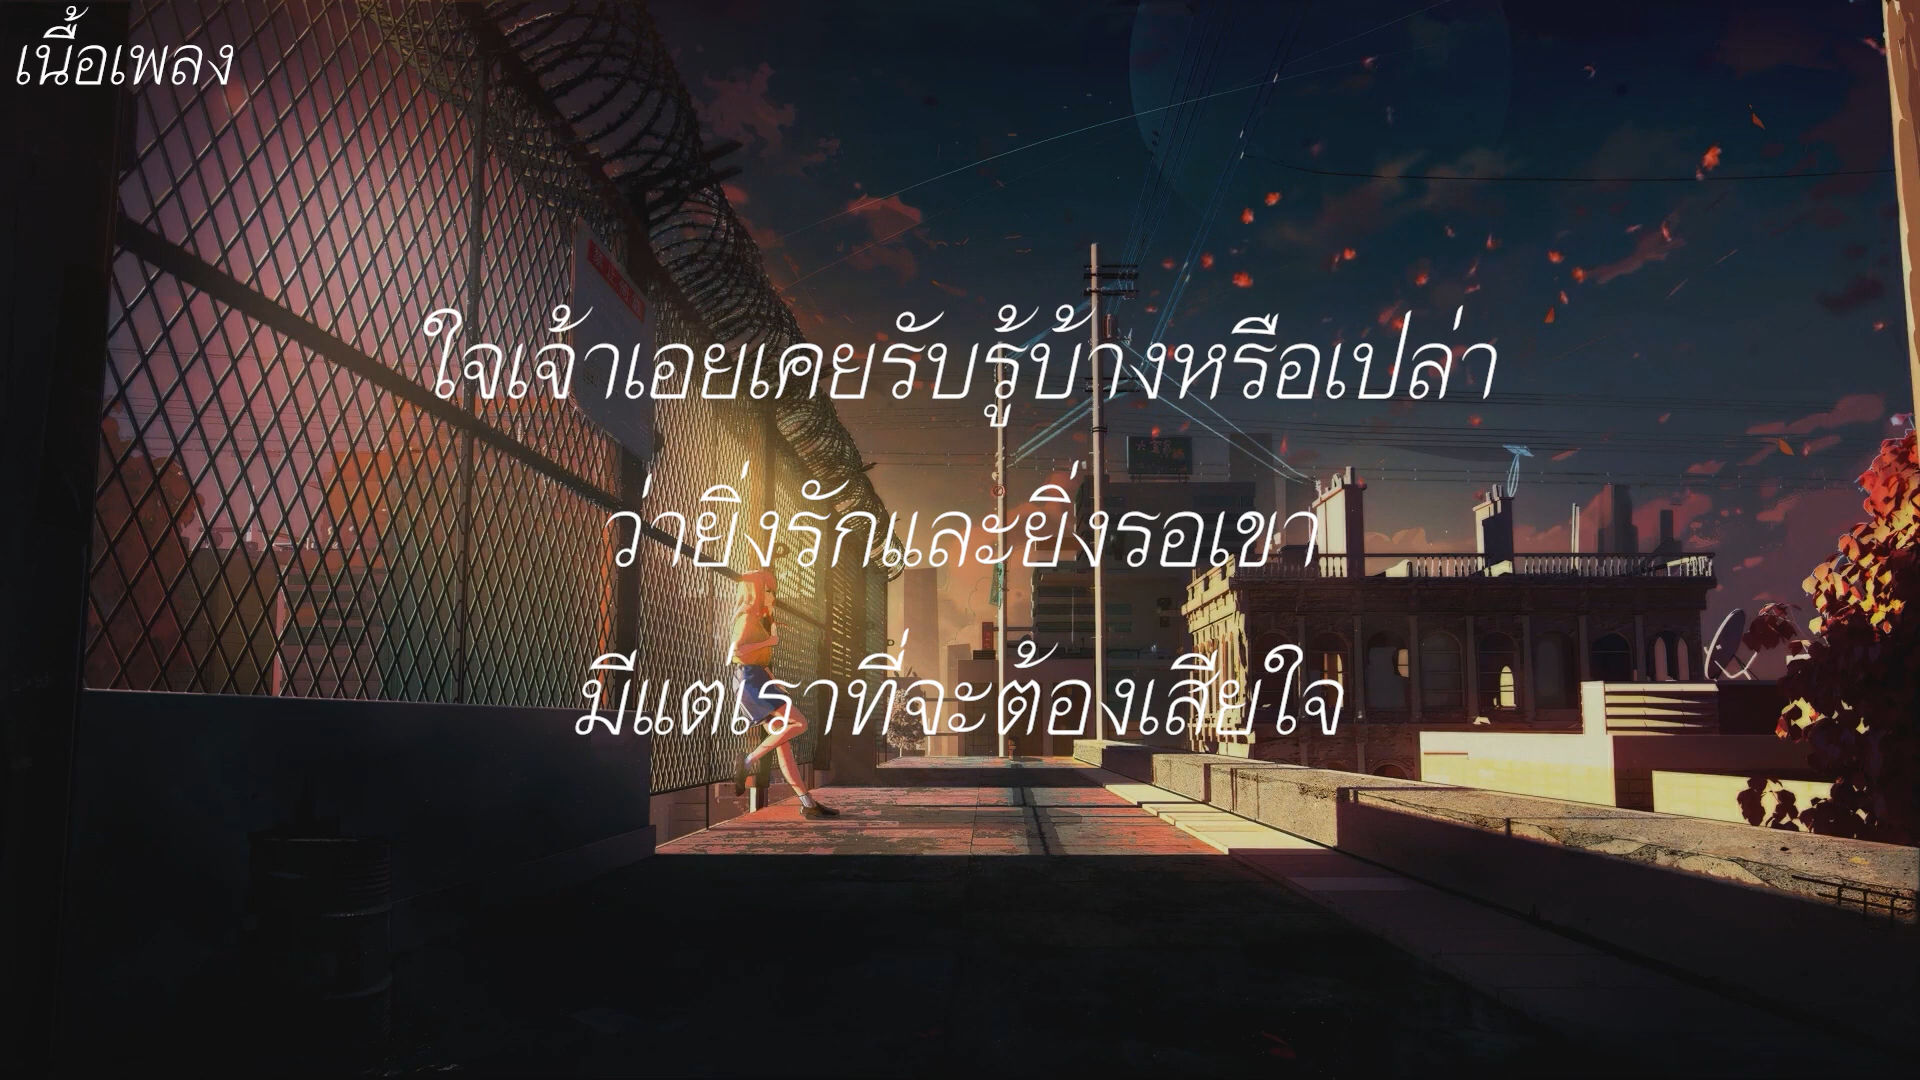 เนื้อเพลง
ใจเจ้าเอยเคยรับรู้บ้างหรือเปล่า
ว่ายิ่งรักและยิ่งรอเขา
มีแต่เราที่จะต้องเสียใจ